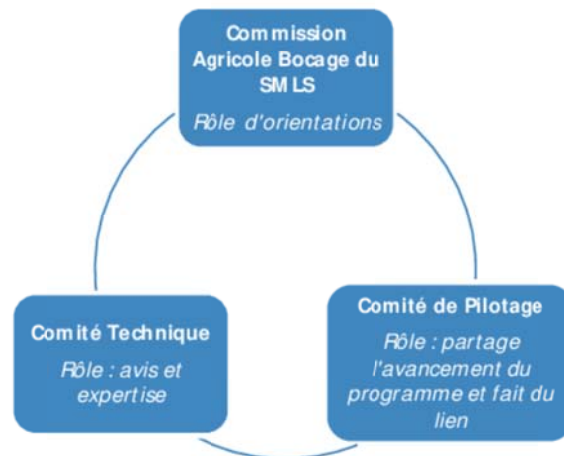 Commission
Agricole Bocage du
SMLS
Rôle d'orientations
Comité Technique
Rôle : avis et
expertise
Comité de Pilotage
Rôle : partage
l'avancement du
programme et fait du
lien